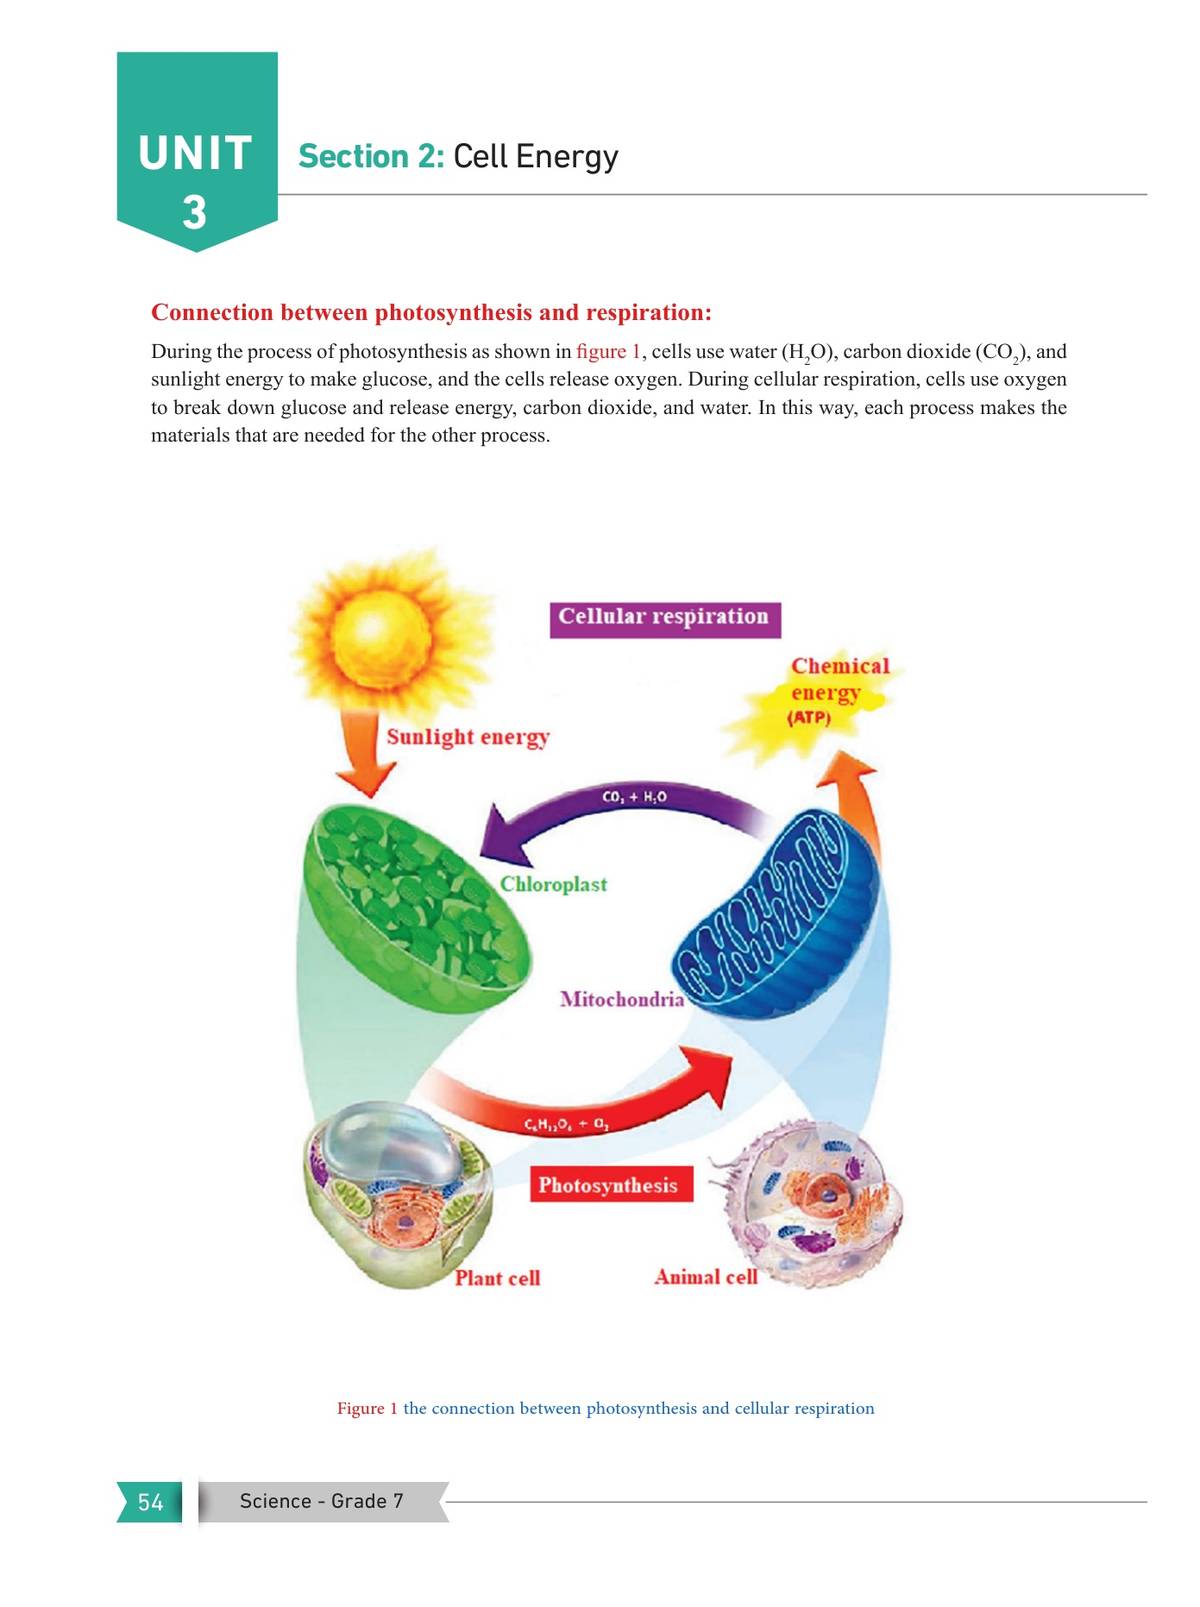 UNIT
3
Section 2: Cell Energy
Connection between photosynthesis and respiration:
During the process of photosynthesis as shown in figure 1, cells use water (H₂O), carbon dioxide (CO₂), and
sunlight energy to make glucose, and the cells release oxygen. During cellular respiration, cells use oxygen
to break down glucose and release energy, carbon dioxide, and water. In this way, each process makes the
materials that are needed for the other process.
Cellular respiration
Chemical
energy
(ATP)
Sunlight energy
CO₂ + H₂O
Chloroplast
Mitochondria
C₆H₁₂O₆ + O₂
Photosynthesis
Plant cell
Animal cell
Figure 1 the connection between photosynthesis and cellular respiration
54
Science - Grade 7